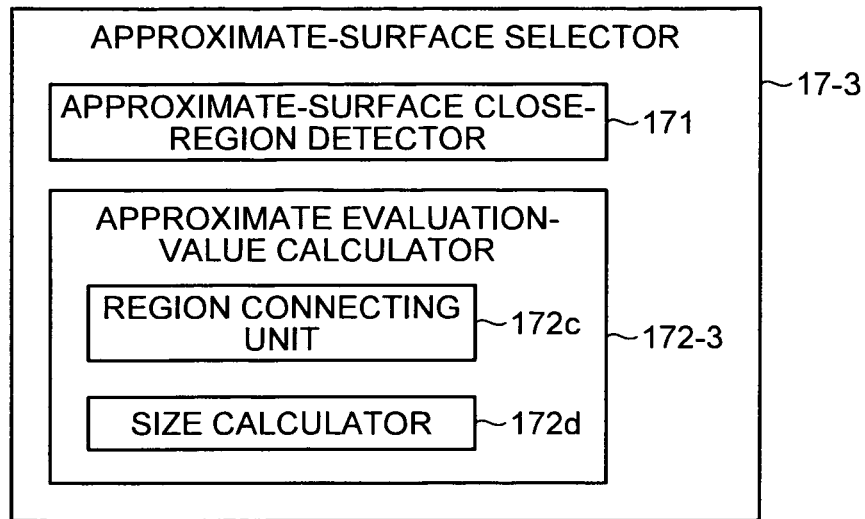 APPROXIMATE-SURFACE SELECTOR
17-3
APPROXIMATE-SURFACE CLOSE-
REGION DETECTOR
171
APPROXIMATE EVALUATION-
VALUE CALCULATOR
REGION CONNECTING
UNIT
172c
172-3
SIZE CALCULATOR
172d